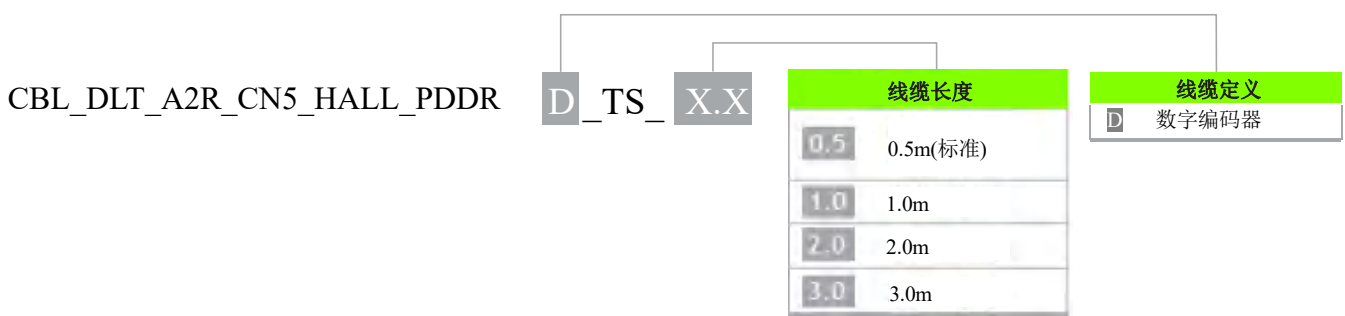 CBL_DLT_A2R_CN5_HALL_PDDR D_TS_ X.X
线缆长度
0.5 0.5m(标准)
1.0 1.0m
2.0 2.0m
3.0 3.0m
线缆定义
D 数字编码器